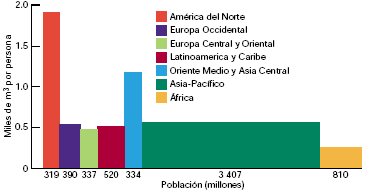 Miles de m³ por persona
2.0
1.5
1.0
0.5
0
América del Norte
Europa Occidental
Europa Central y Oriental
Latinoamerica y Caribe
Oriente Medio y Asia Central
Asia-Pacífico
África
319 390 337 520 334 3 407 810
Población (millones)